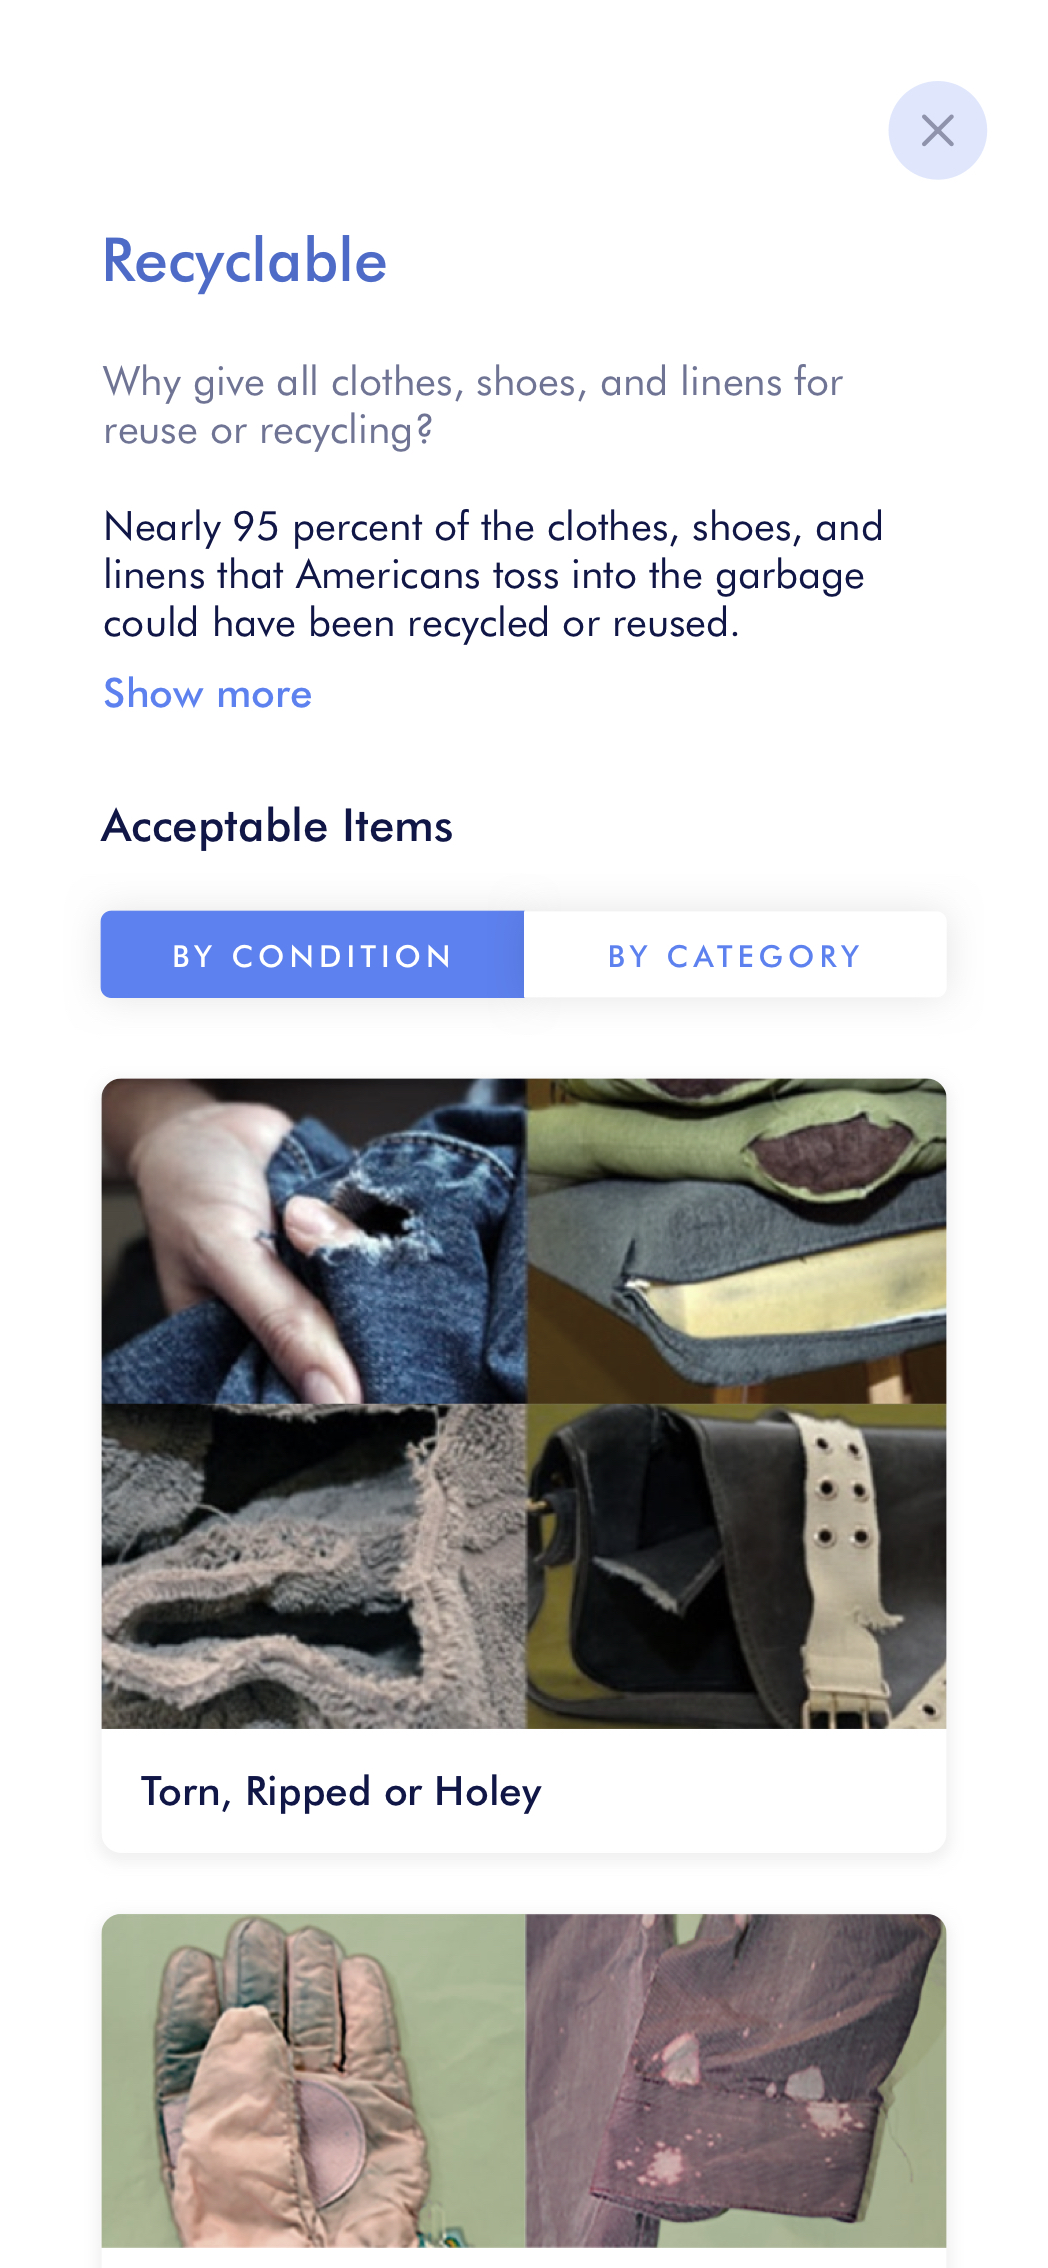 Recyclable
Why give all clothes, shoes, and linens for
reuse or recycling?
Nearly 95 percent of the clothes, shoes, and
linens that Americans toss into the garbage
could have been recycled or reused.
Show more
Acceptable Items
BY CONDITION
BY CATEGORY
Torn, Ripped or Holey